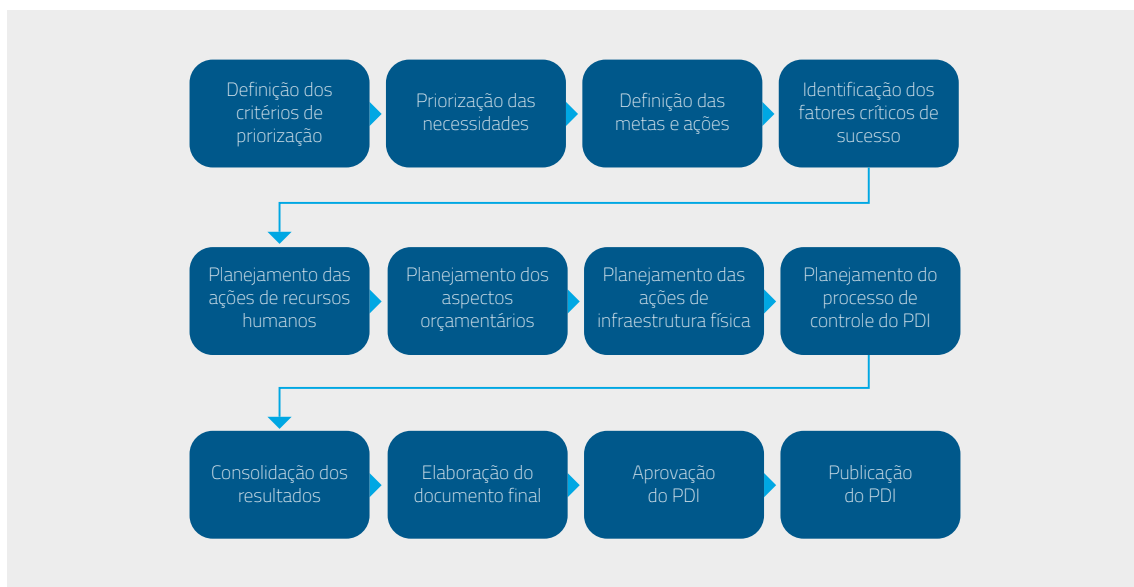 Definição dos
critérios de
priorização
Priorização das
necessidades
Definição das
metas e ações
Identificação dos
fatores críticos de
sucesso
Planejamento das
ações de recursos
humanos
Planejamento dos
aspectos
orçamentários
Planejamento das
ações de
infraestrutura física
Planejamento do
processo de
controle do PDI
Consolidação dos
resultados
Elaboração do
documento final
Aprovação
do PDI
Publicação
do PDI